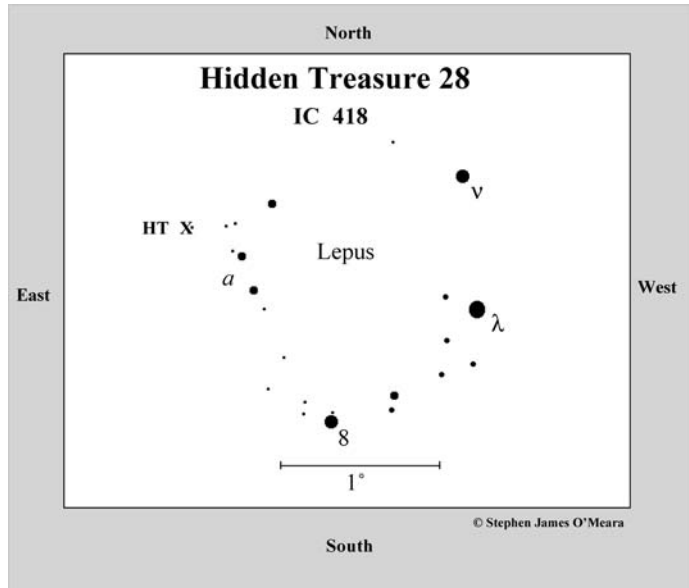 North
Hidden Treasure 28
IC 418
ν
HT X
Lepus
a
East
West
λ
8
1°
© Stephen James O'Meara
South